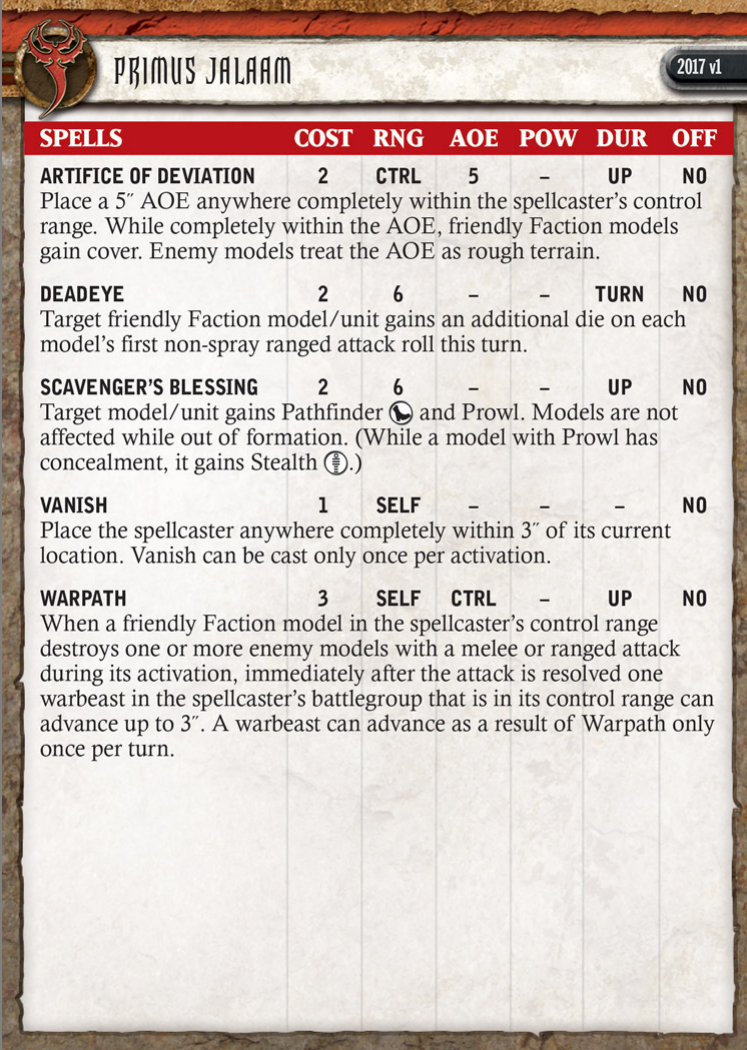 PRIMUS JALAAM
2017 v1
SPELLS COST RNG AOE POW DUR OFF
ARTIFICE OF DEVIATION 2 CTRL 5 – UP NO
Place a 5″ AOE anywhere completely within the spellcaster's control
range. While completely within the AOE, friendly Faction models
gain cover. Enemy models treat the AOE as rough terrain.
DEADEYE 2 6 – – TURN NO
Target friendly Faction model/unit gains an additional die on each
model's first non-spray ranged attack roll this turn.
SCAVENGER'S BLESSING 2 6 – – UP NO
Target model/unit gains Pathfinder and Prowl. Models are not
affected while out of formation. (While a model with Prowl has
concealment, it gains Stealth .)
VANISH 1 SELF – – – NO
Place the spellcaster anywhere completely within 3″ of its current
location. Vanish can be cast only once per activation.
WARPATH 3 SELF CTRL – UP NO
When a friendly Faction model in the spellcaster's control range
destroys one or more enemy models with a melee or ranged attack
during its activation, immediately after the attack is resolved one
warbeast in the spellcaster's battlegroup that is in its control range can
advance up to 3″. A warbeast can advance as a result of Warpath only
once per turn.